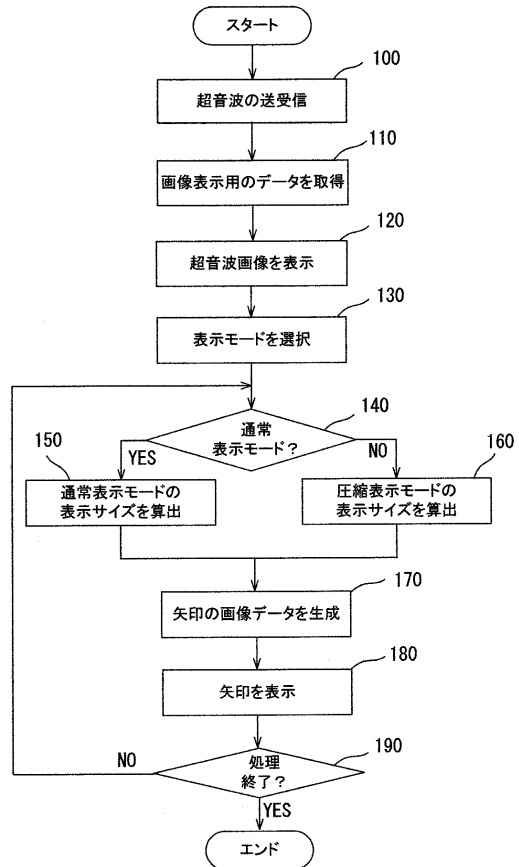 スタート
100
超音波の送受信
110
画像表示用のデータを取得
120
超音波画像を表示
130
表示モードを選択
140
通常
表示モード?
YES
NO
150
通常表示モードの
表示サイズを算出
160
圧縮表示モードの
表示サイズを算出
170
矢印の画像データを生成
180
矢印を表示
190
処理
終了?
NO
YES
エンド